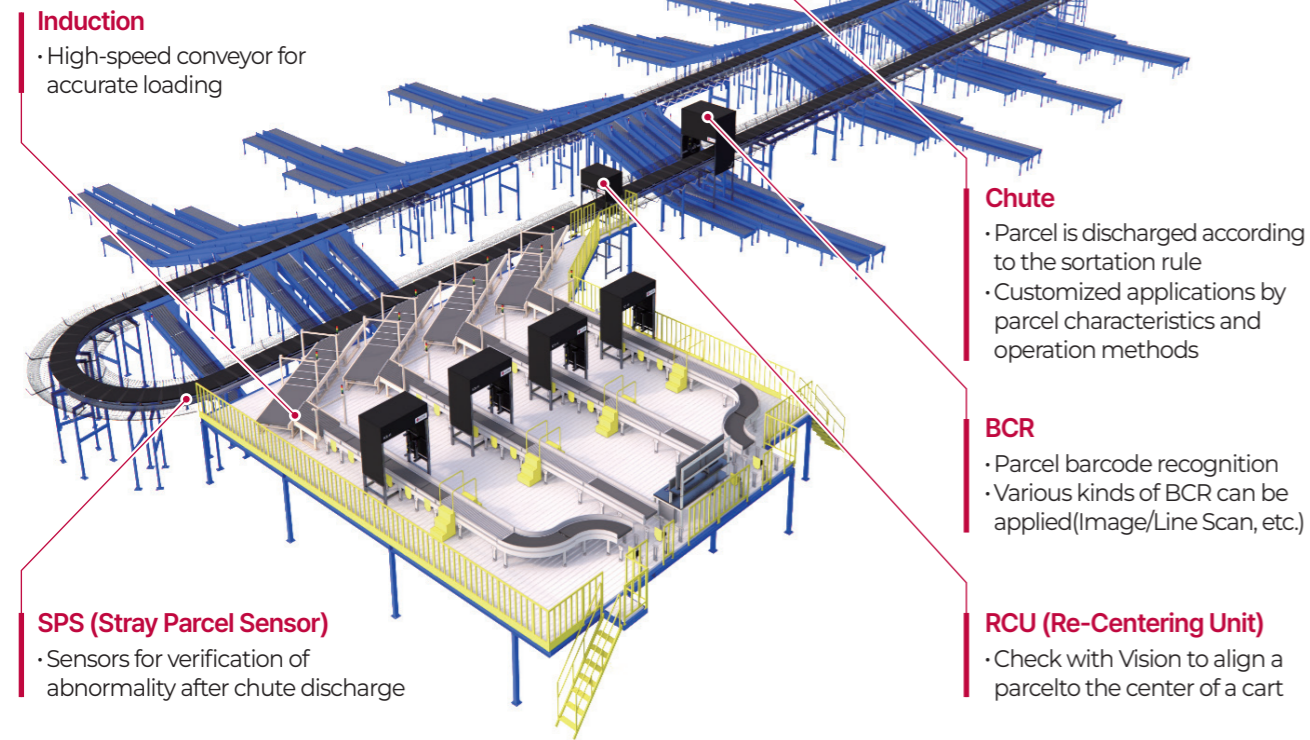 Induction
· High-speed conveyor for
accurate loading
Chute
· Parcel is discharged according
to the sortation rule
· Customized applications by
parcel characteristics and
operation methods
BCR
· Parcel barcode recognition
· Various kinds of BCR can be
applied(Image/Line Scan, etc.)
SPS (Stray Parcel Sensor)
· Sensors for verification of
abnormality after chute discharge
RCU (Re-Centering Unit)
· Check with Vision to align a
parcelto the center of a cart